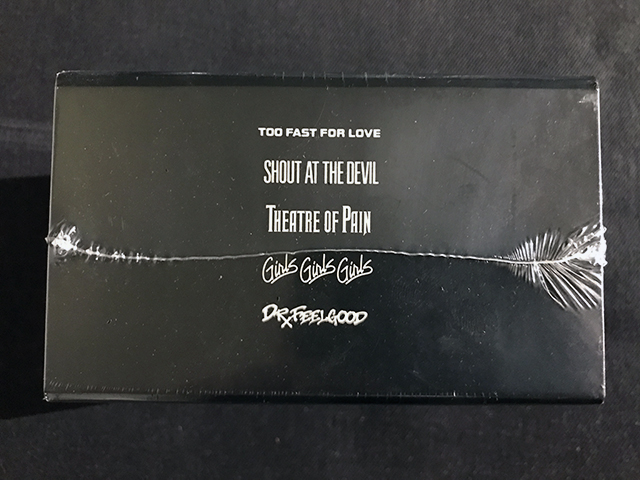 TOO FAST FOR LOVE
SHOUT AT THE DEVIL
THEATRE OF PAIN
Girls Girls Girls
DR. FEELGOOD